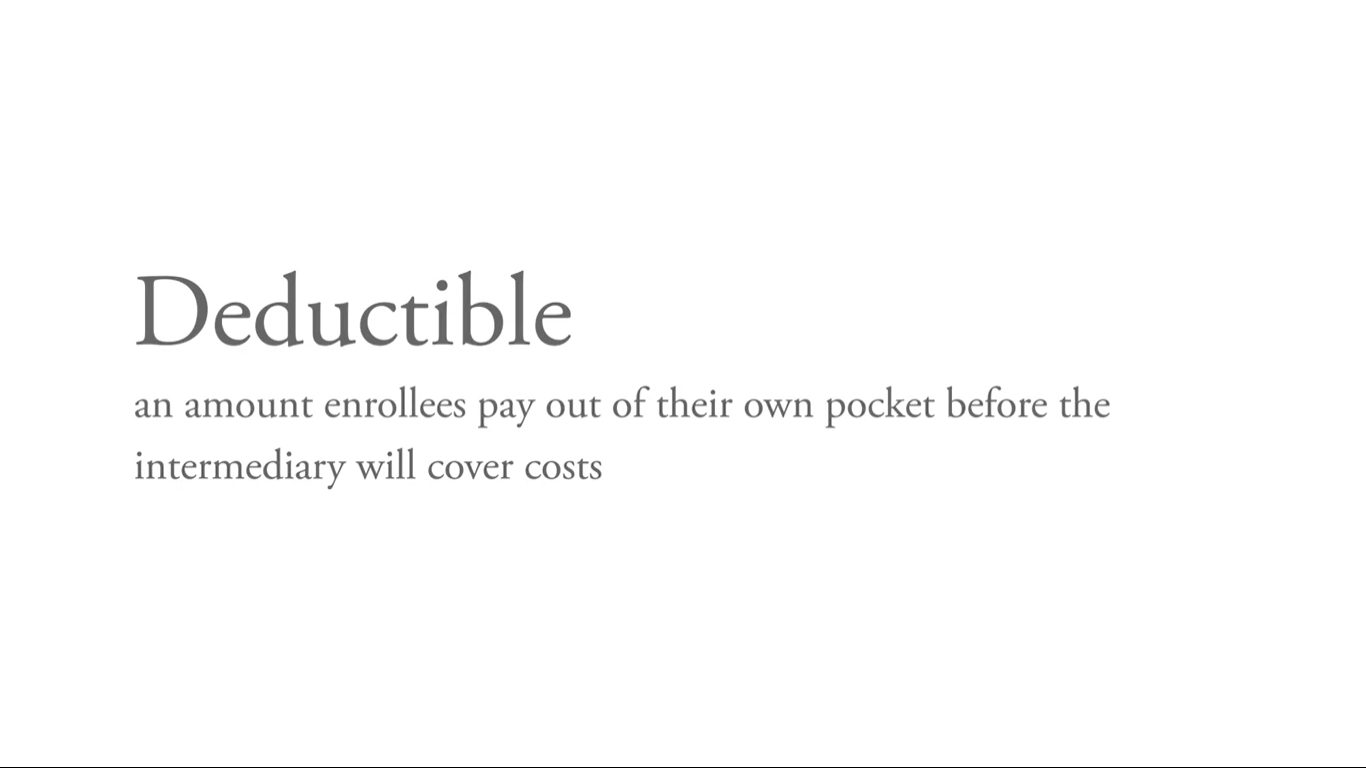 Deductible
an amount enrollees pay out of their own pocket before the
intermediary will cover costs